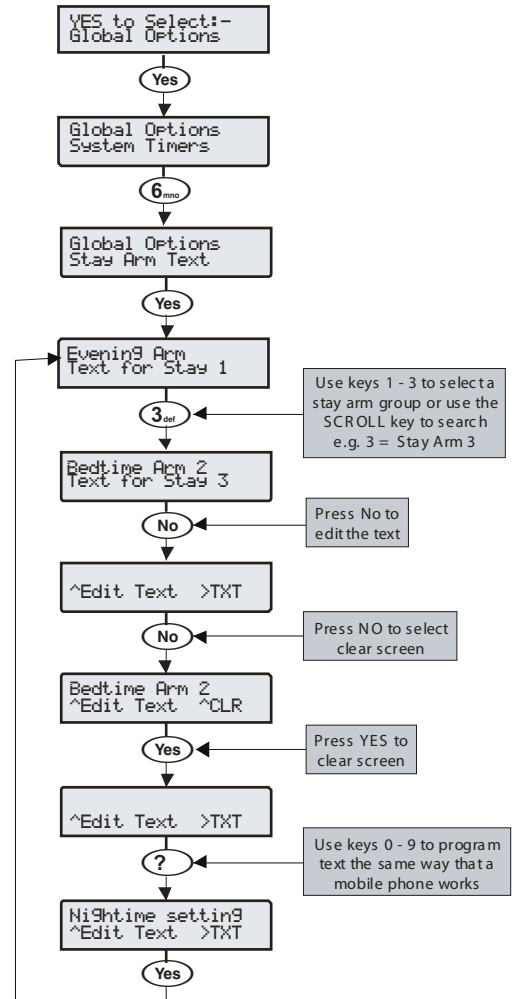 YES to Select:-
Global Options
Yes
Global Options
System Timers
6mno
Global Options
Stay Arm Text
Yes
Evening Arm
Text for Stay 1
3def
Use keys 1 - 3 to select a
stay arm group or use the
SCROLL key to search
e.g. 3 = Stay Arm 3
Bedtime Arm 2
Text for Stay 3
No
Press No to
edit the text
^Edit Text >TXT
No
Press NO to select
clear screen
Bedtime Arm 2
^Edit Text ^CLR
Yes
Press YES to
clear screen
^Edit Text >TXT
?
Use keys 0 - 9 to program
text the same way that a
mobile phone works
Nightime setting
^Edit Text >TXT
Yes